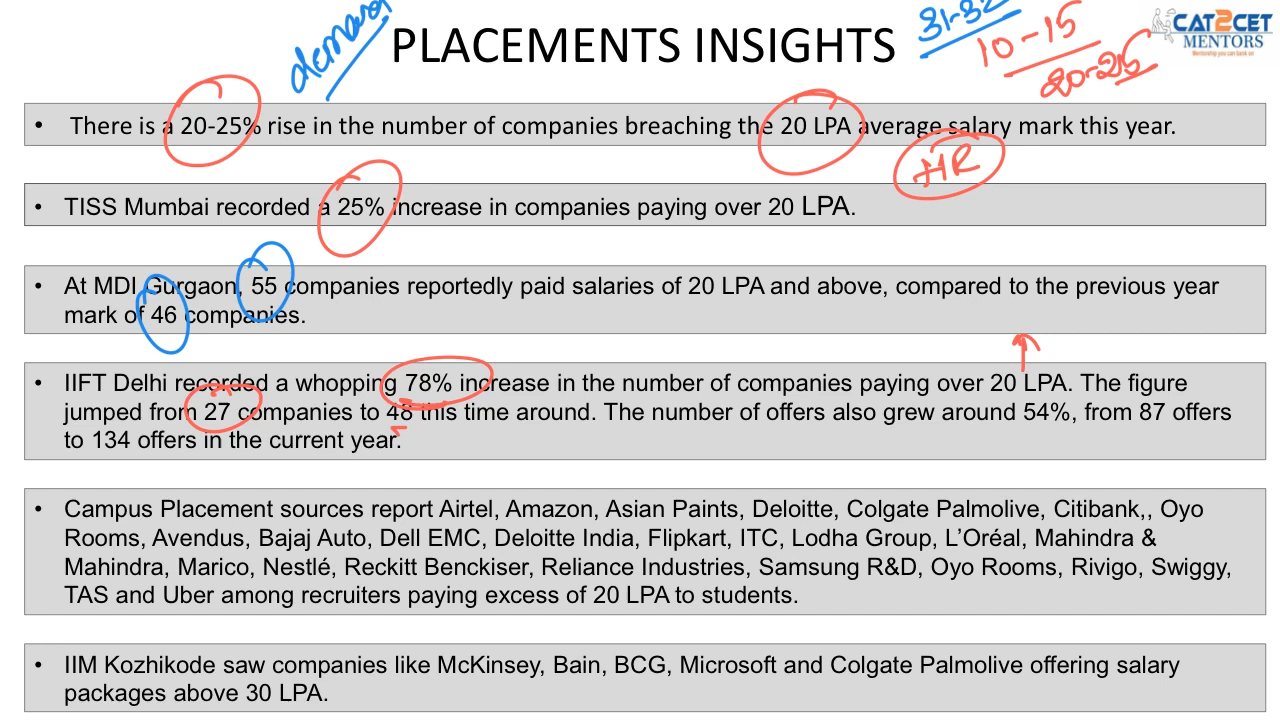 demand
PLACEMENTS INSIGHTS
31-32
10-15
20-25
CAT2CET
MENTORS
Mentorship you can bank on
• There is a 20-25% rise in the number of companies breaching the 20 LPA average salary mark this year.
HR
• TISS Mumbai recorded a 25% increase in companies paying over 20 LPA.
• At MDI Gurgaon, 55 companies reportedly paid salaries of 20 LPA and above, compared to the previous year
mark of 46 companies.
• IIFT Delhi recorded a whopping 78% increase in the number of companies paying over 20 LPA. The figure
jumped from 27 companies to 48 this time around. The number of offers also grew around 54%, from 87 offers
to 134 offers in the current year.
• Campus Placement sources report Airtel, Amazon, Asian Paints, Deloitte, Colgate Palmolive, Citibank,, Oyo
Rooms, Avendus, Bajaj Auto, Dell EMC, Deloitte India, Flipkart, ITC, Lodha Group, L’Oréal, Mahindra &
Mahindra, Marico, Nestlé, Reckitt Benckiser, Reliance Industries, Samsung R&D, Oyo Rooms, Rivigo, Swiggy,
TAS and Uber among recruiters paying excess of 20 LPA to students.
• IIM Kozhikode saw companies like McKinsey, Bain, BCG, Microsoft and Colgate Palmolive offering salary
packages above 30 LPA.